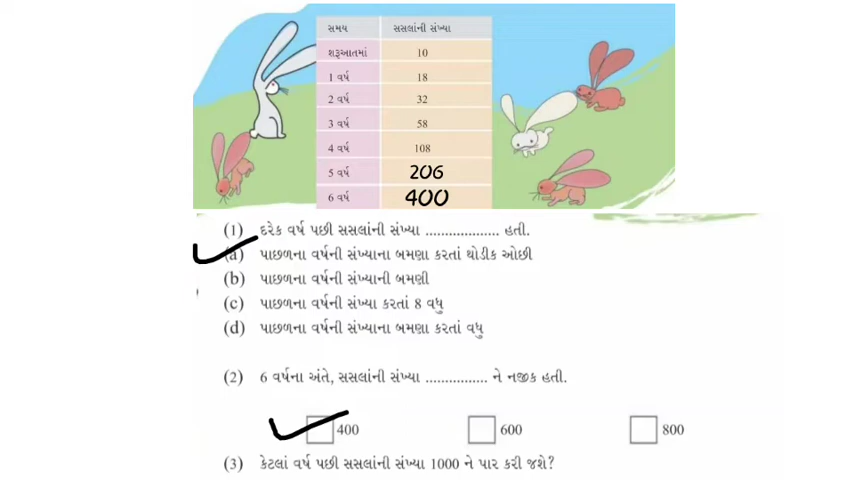 સમય સસલાંની સંખ્યા
શરૂઆતમાં 10
1 વર્ષ 18
2 વર્ષ 32
3 વર્ષ 58
4 વર્ષ 108
5 વર્ષ 206
6 વર્ષ 400
(1) દરેક વર્ષ પછી સસલાંની સંખ્યા ................... હતી.
(a) પાછળના વર્ષની સંખ્યાના બમણા કરતાં થોડીક ઓછી
(b) પાછળના વર્ષની સંખ્યાની બમણી
(c) પાછળના વર્ષની સંખ્યા કરતાં 8 વધુ
(d) પાછળના વર્ષની સંખ્યાના બમણા કરતાં વધુ
(2) 6 વર્ષના અંતે, સસલાંની સંખ્યા ................ ને નજીક હતી.
400 600 800
(3) કેટલાં વર્ષ પછી સસલાંની સંખ્યા 1000 ને પાર કરી જશે?